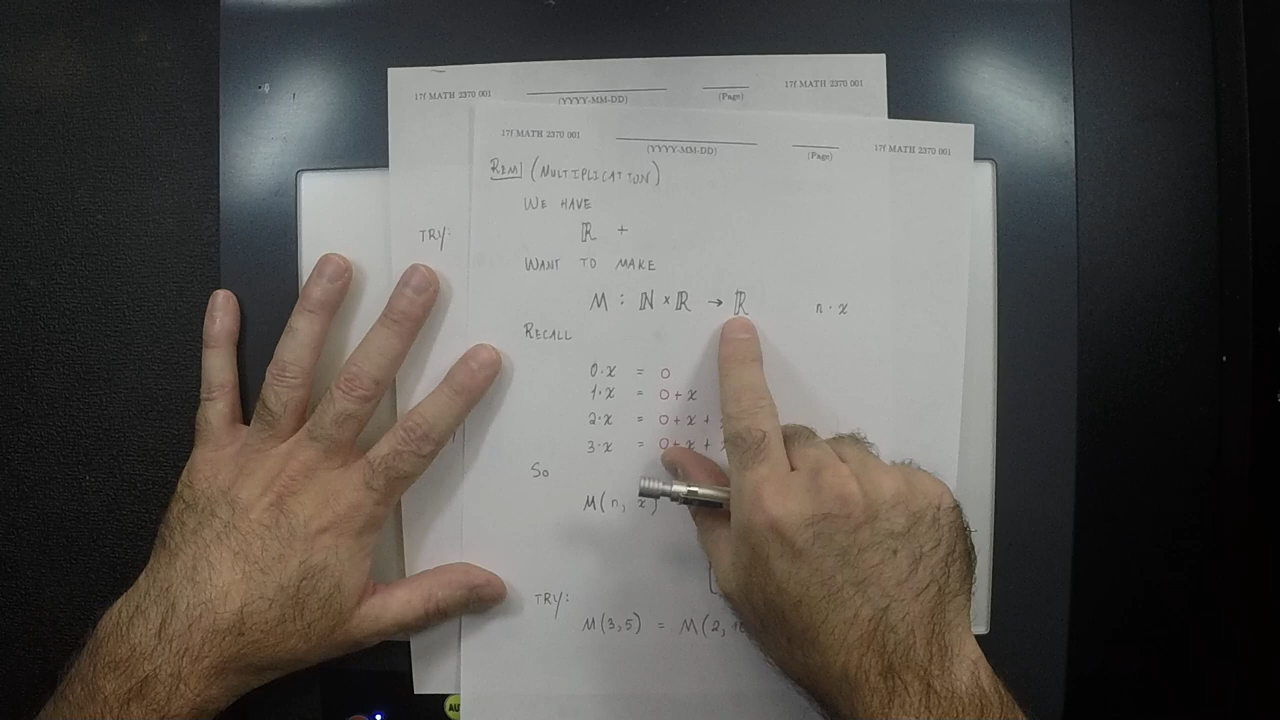 17f MATH 2370 001 (YYYY-MM-DD) (Page) 17f MATH 2370 001
TRY:
17f MATH 2370 001 (YYYY-MM-DD) (Page) 17f MATH 2370 001
REM (MULTIPLICATION)
WE HAVE
ℝ +
WANT TO MAKE
M : ℕ × ℝ → ℝ n · x
RECALL
0·x = 0
1·x = 0 + x
2·x = 0 + x +
3·x = 0 + x +
SO
M(n, x)
TRY:
M(3,5) = M(2,
AU